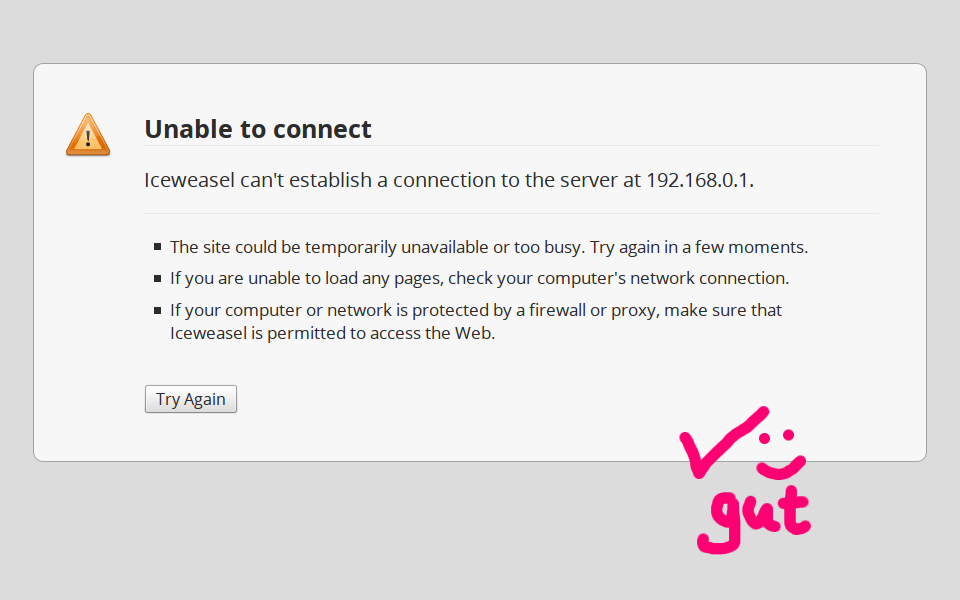 Unable to connect
Iceweasel can't establish a connection to the server at 192.168.0.1.
The site could be temporarily unavailable or too busy. Try again in a few moments.
If you are unable to load any pages, check your computer's network connection.
If your computer or network is protected by a firewall or proxy, make sure that
Iceweasel is permitted to access the Web.
Try Again
gut